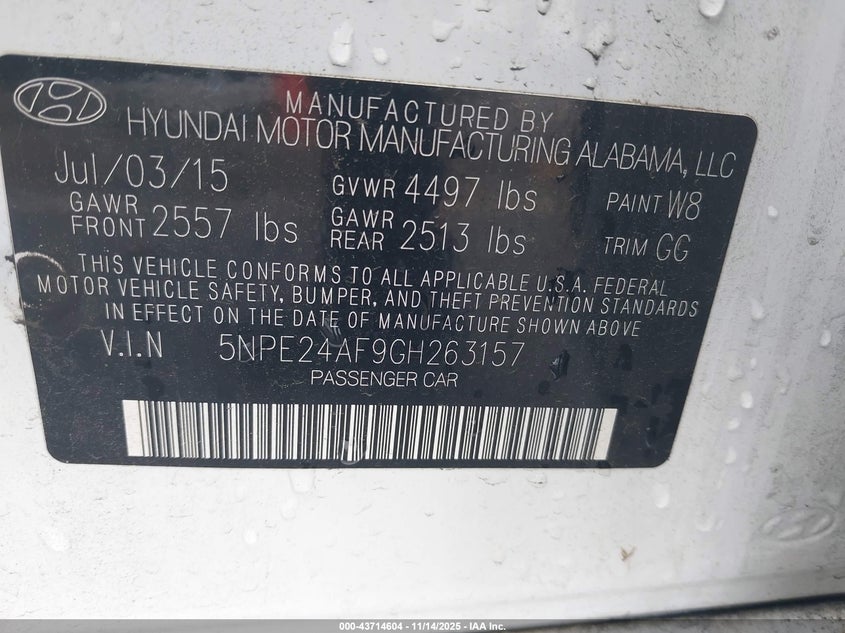 MANUFACTURED BY
HYUNDAI MOTOR MANUFACTURING ALABAMA, LLC
Jul/03/15 GVWR 4497 lbs PAINT W8
GAWR FRONT 2557 lbs GAWR REAR 2513 lbs TRIM GG
THIS VEHICLE CONFORMS TO ALL APPLICABLE U.S.A. FEDERAL
MOTOR VEHICLE SAFETY, BUMPER, AND THEFT PREVENTION STANDARDS
IN EFFECT ON THE DATE OF MANUFACTURE SHOWN ABOVE
V.I.N 5NPE24AF9GH263157
PASSENGER CAR
000-43714604 | 11/14/2025 - IAA Inc.